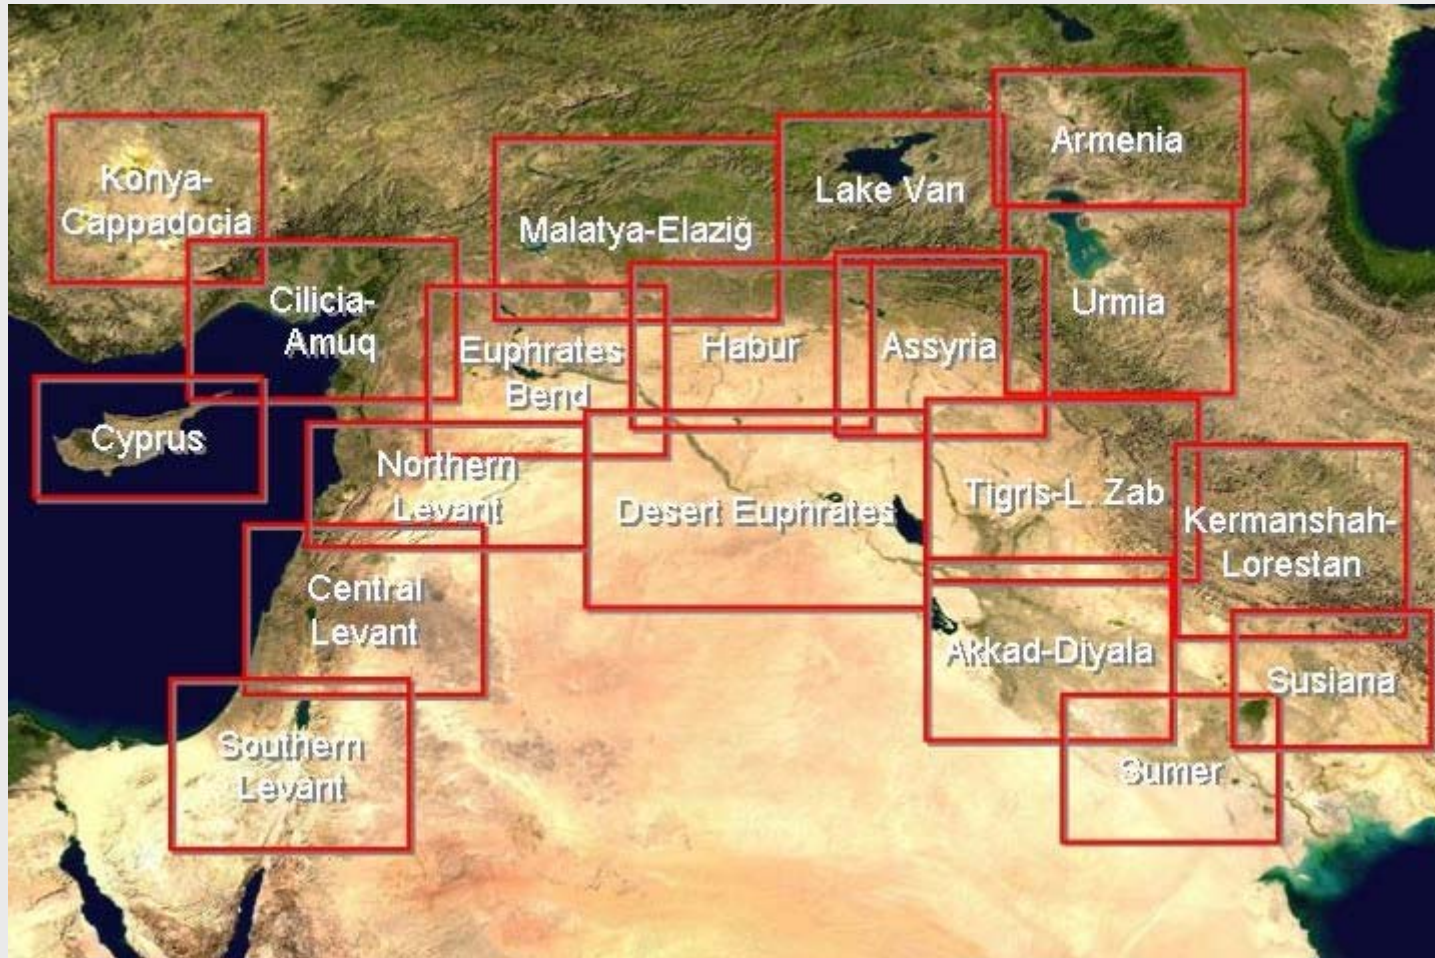 Armenia
Konya-
Cappadocia
Lake Van
Malatya-Elaziğ
Cilicia-
Amuq
Urmia
Euphrates
Bend
Habur
Assyria
Cyprus
Northern
Levant
Desert Euphrates
Tigris-L. Zab
Kermanshah-
Lorestan
Central
Levant
Akkad-Diyala
Susiana
Southern
Levant
Sumer